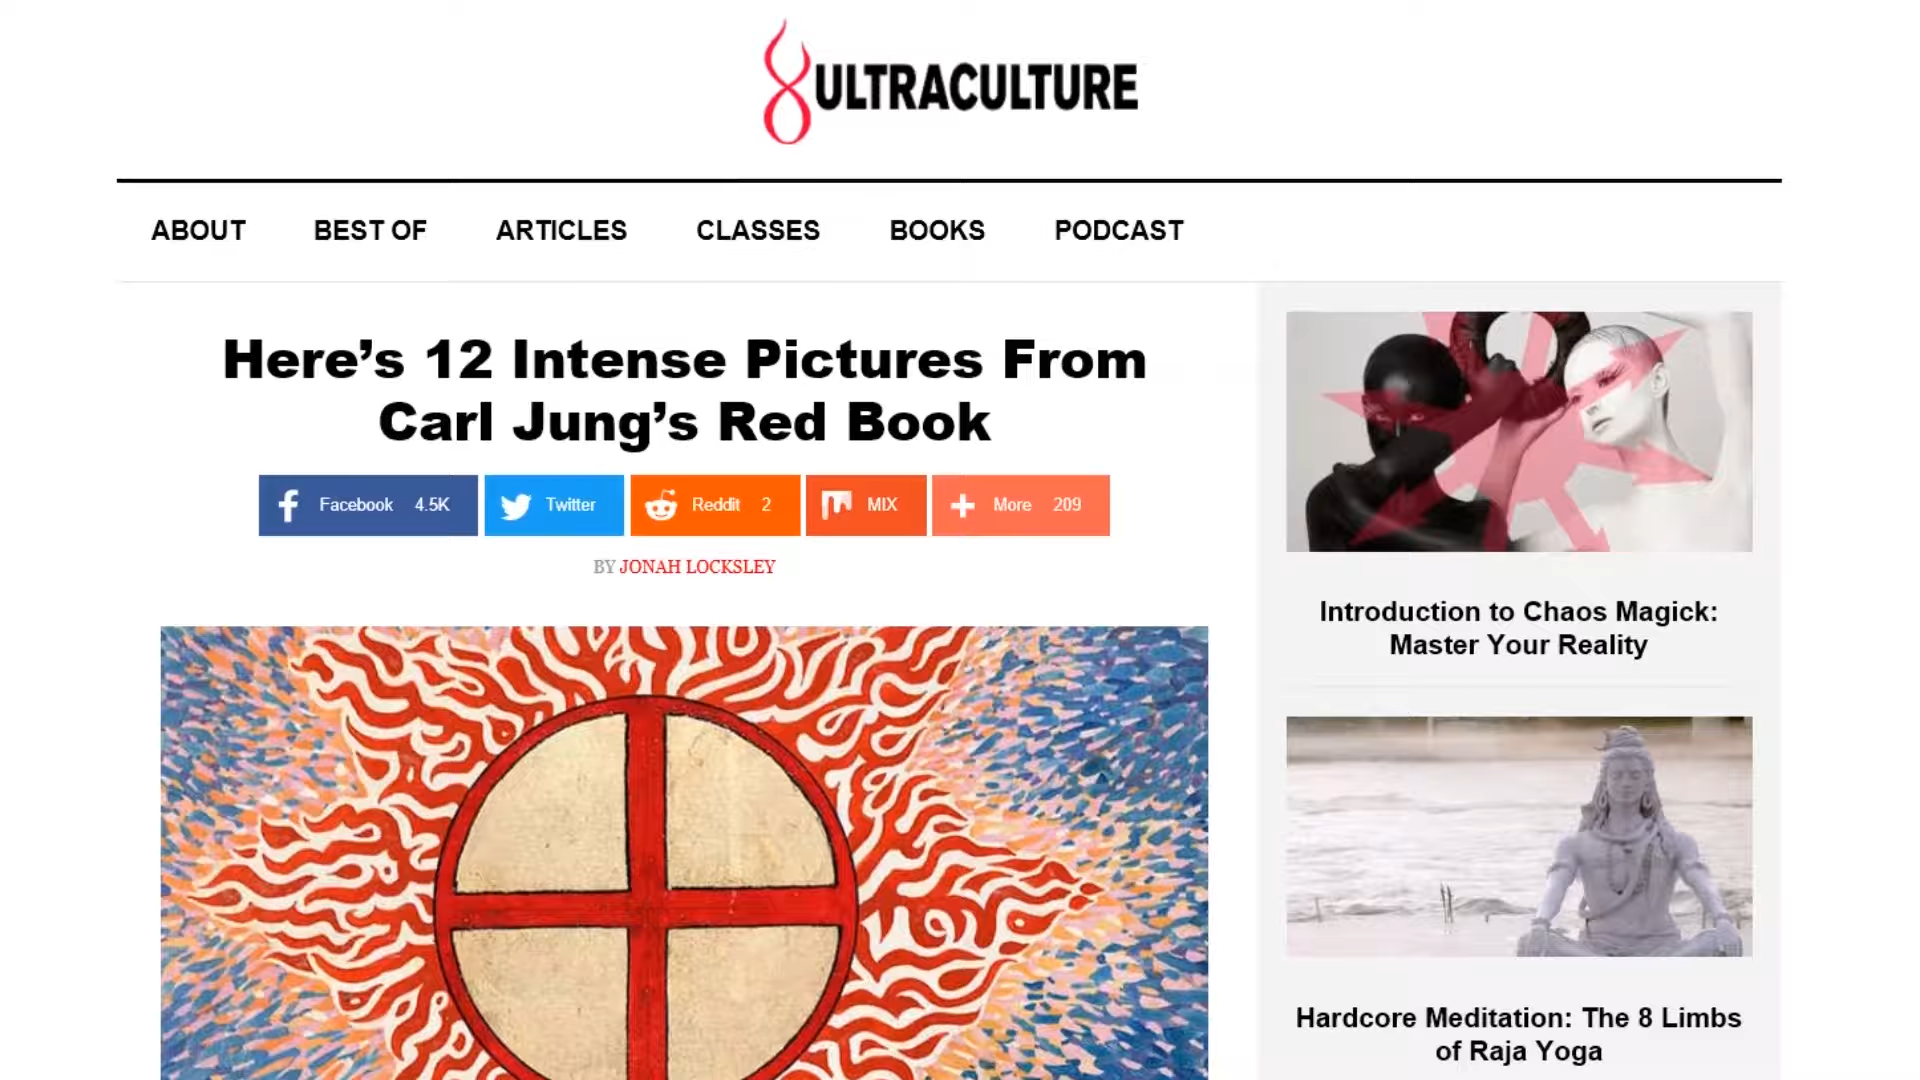 ULTRACULTURE
ABOUT BEST OF ARTICLES CLASSES BOOKS PODCAST
Here’s 12 Intense Pictures From
Carl Jung’s Red Book
Facebook 4.5K Twitter Reddit 2 MIX More 209
BY JONAH LOCKSLEY
Introduction to Chaos Magick:
Master Your Reality
Hardcore Meditation: The 8 Limbs
of Raja Yoga